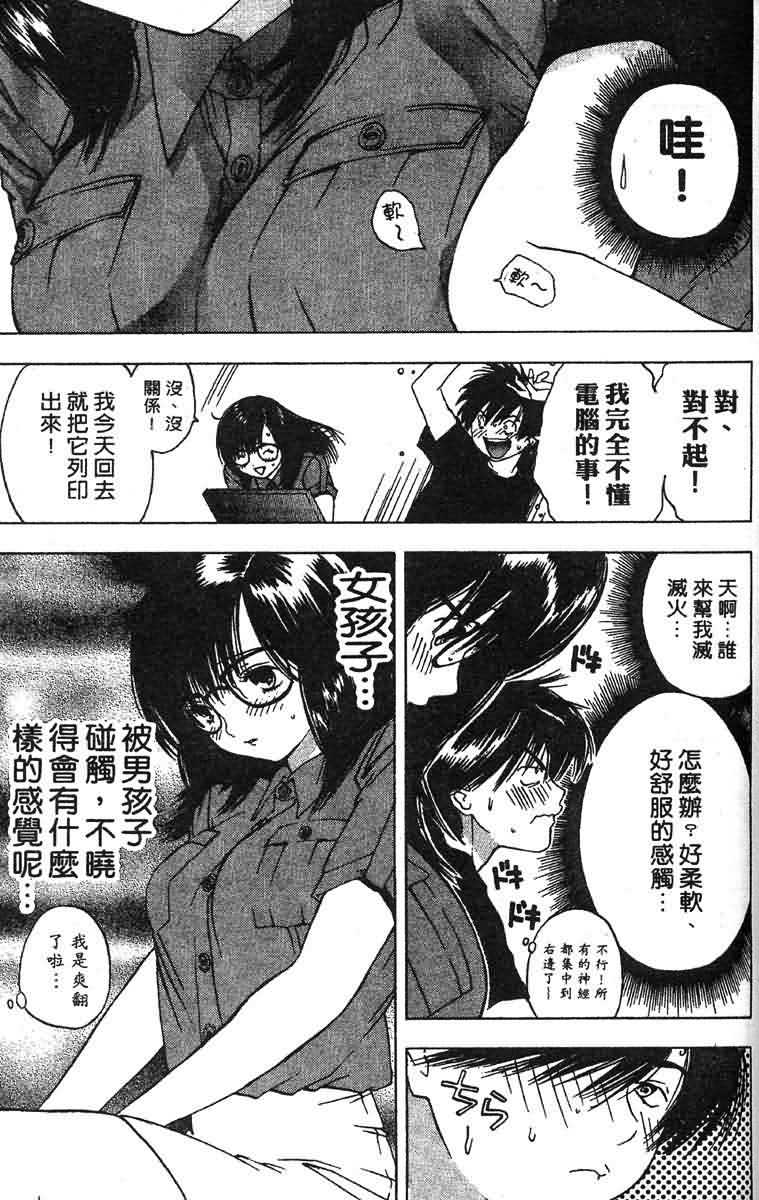 哇！
軟～
軟～
對、
對不起！
我完全不懂
電腦的事！
沒、沒
關係！
我今天回去
就把它列印
出來！
天啊…誰
來幫我滅
滅火…
ドキ
怎麼辦？好柔軟、
好舒服的感觸…
ドキ
ドキ
不行！所
有的神經
都集中到
右邊了～
女孩子…
被男孩子
碰觸，不曉
得會有什麼
樣的感覺呢…
我是爽翻
了啦…
ちら